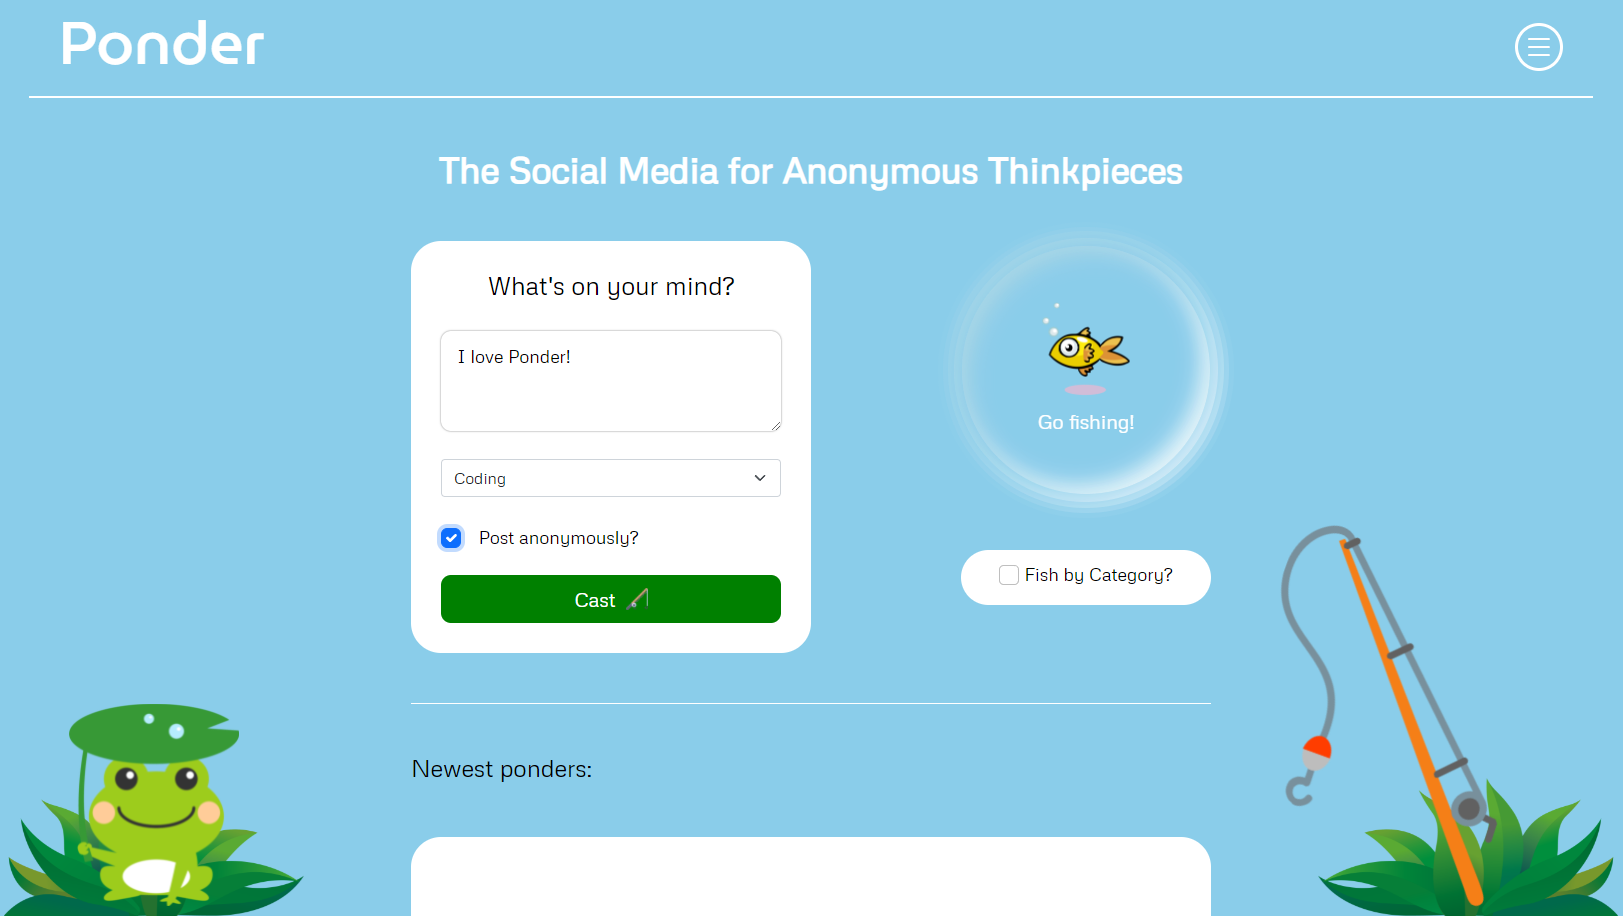 Ponder
The Social Media for Anonymous Thinkpieces
What's on your mind?
I love Ponder!
Coding
Post anonymously?
Cast
Go fishing!
Fish by Category?
Newest ponders: